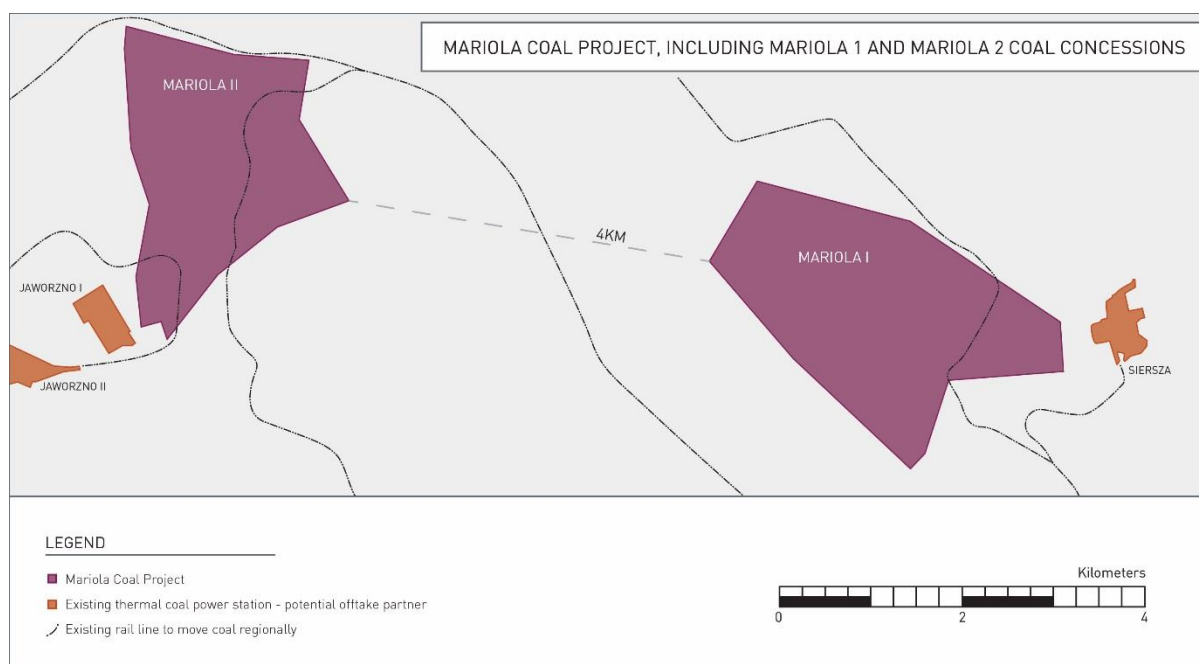 MARIOLA COAL PROJECT, INCLUDING MARIOLA 1 AND MARIOLA 2 COAL CONCESSIONS
MARIOLA II
4KM
MARIOLA I
JAWORZNO I
JAWORZNO II
SIERSZA
LEGEND
Mariola Coal Project
Existing thermal coal power station - potential offtake partner
Existing rail line to move coal regionally
Kilometers
0 2 4